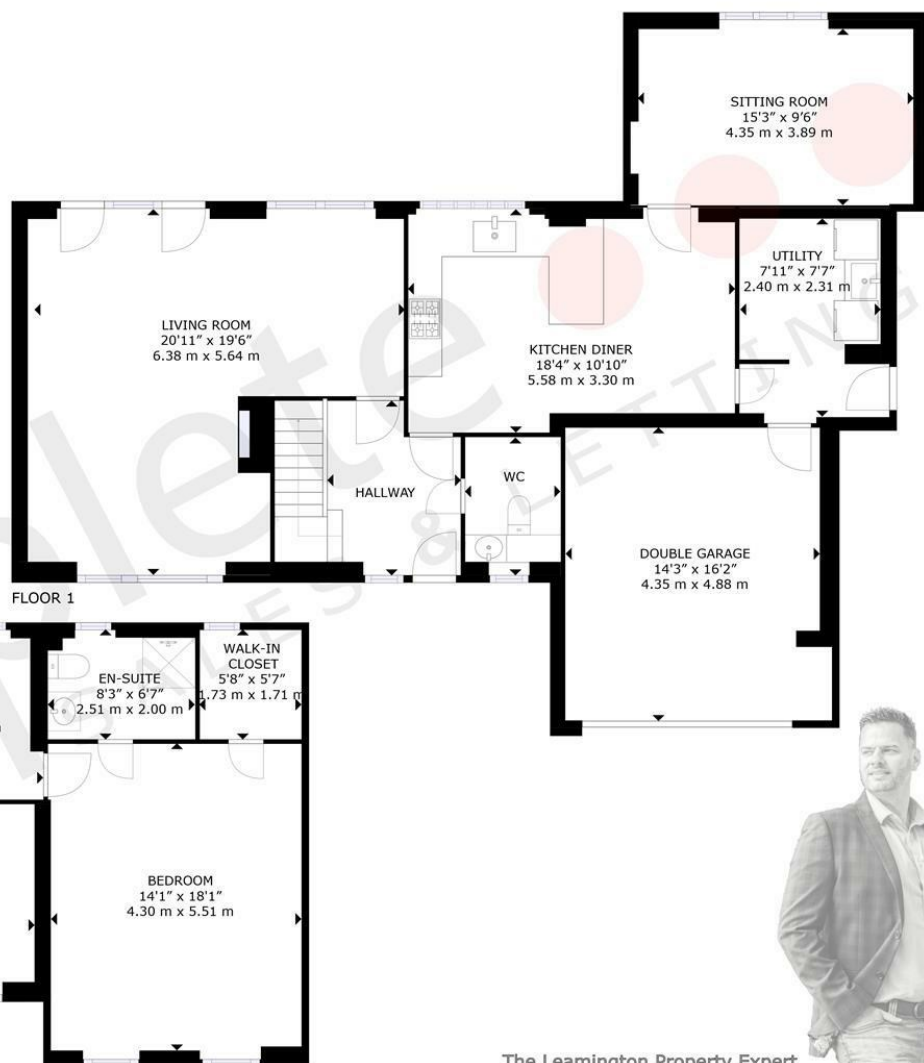 SITTING ROOM
15'3" x 9'6"
4.35 m x 3.89 m
UTILITY
7'11" x 7'7"
2.40 m x 2.31 m
LIVING ROOM
20'11" x 19'6"
6.38 m x 5.64 m
KITCHEN DINER
18'4" x 10'10"
5.58 m x 3.30 m
HALLWAY
WC
DOUBLE GARAGE
14'3" x 16'2"
4.35 m x 4.88 m
FLOOR 1
EN-SUITE
8'3" x 6'7"
2.51 m x 2.00 m
WALK-IN
CLOSET
5'8" x 5'7"
1.73 m x 1.71 m
BEDROOM
14'1" x 18'1"
4.30 m x 5.51 m
plete
SALES & LETTING
The Leamington Property Expert